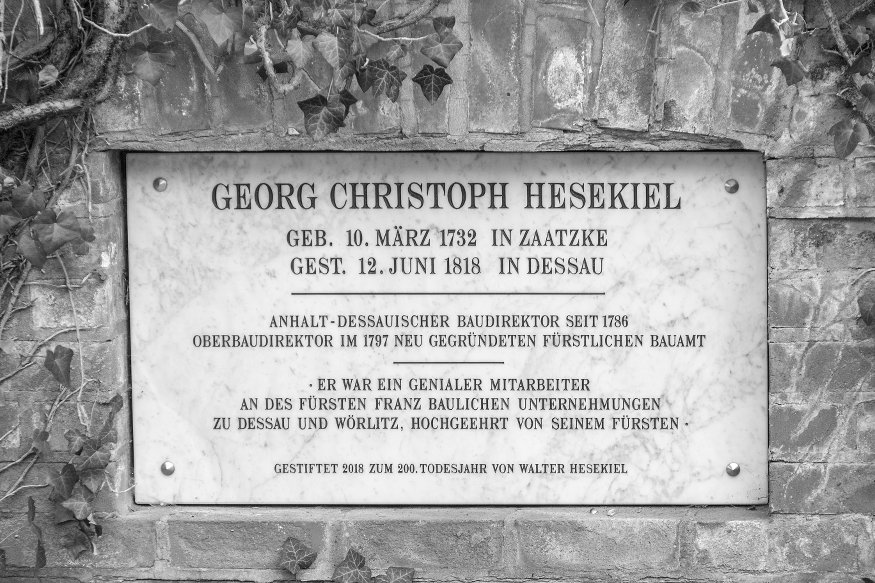 GEORG CHRISTOPH HESEKIEL
GEB. 10. MÄRZ 1732 IN ZAATZKE
GEST. 12. JUNI 1818 IN DESSAU
ANHALT-DESSAUISCHER BAUDIREKTOR SEIT 1786
OBERBAUDIREKTOR IM 1797 NEU GEGRÜNDETEN FÜRSTLICHEN BAUAMT
· ER WAR EIN GENIALER MITARBEITER
AN DES FÜRSTEN FRANZ BAULICHEN UNTERNEHMUNGEN
ZU DESSAU UND WÖRLITZ, HOCHGEEHRT VON SEINEM FÜRSTEN ·
GESTIFTET 2018 ZUM 200. TODESJAHR VON WALTER HESEKIEL